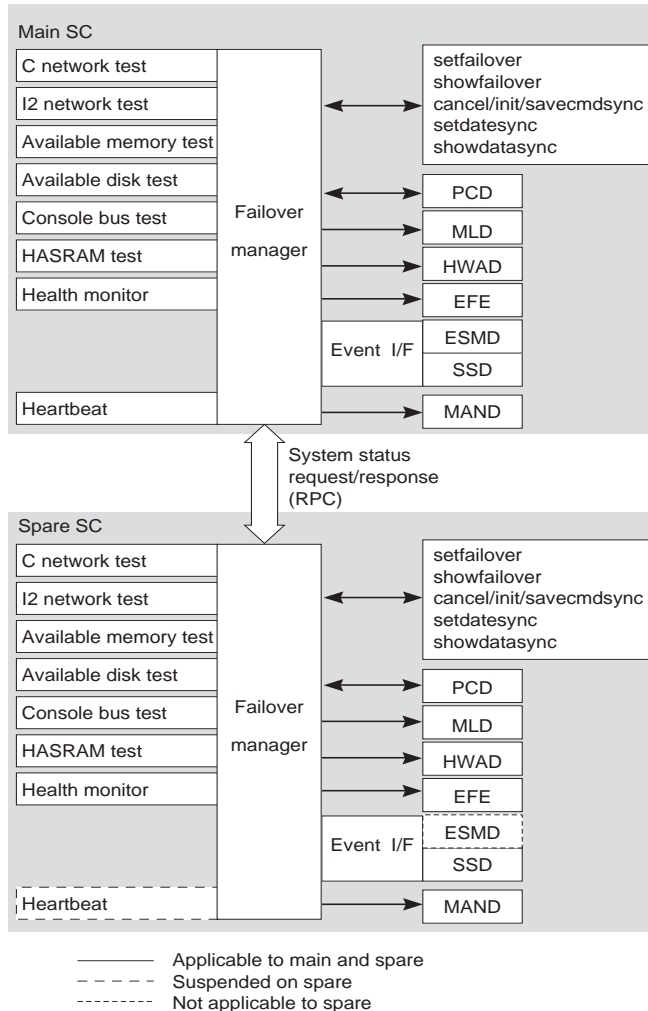 Main SC
C network test
I2 network test
Available memory test
Available disk test
Console bus test
HASRAM test
Health monitor
Heartbeat
Failover
manager
setfailover
showfailover
cancel/init/savecmdsync
setdatesync
showdatasync
PCD
MLD
HWAD
EFE
Event I/F
ESMD
SSD
MAND
System status
request/response
(RPC)
Spare SC
C network test
I2 network test
Available memory test
Available disk test
Console bus test
HASRAM test
Health monitor
Heartbeat
Failover
manager
setfailover
showfailover
cancel/init/savecmdsync
setdatesync
showdatasync
PCD
MLD
HWAD
EFE
Event I/F
ESMD
SSD
MAND
Applicable to main and spare
Suspended on spare
Not applicable to spare